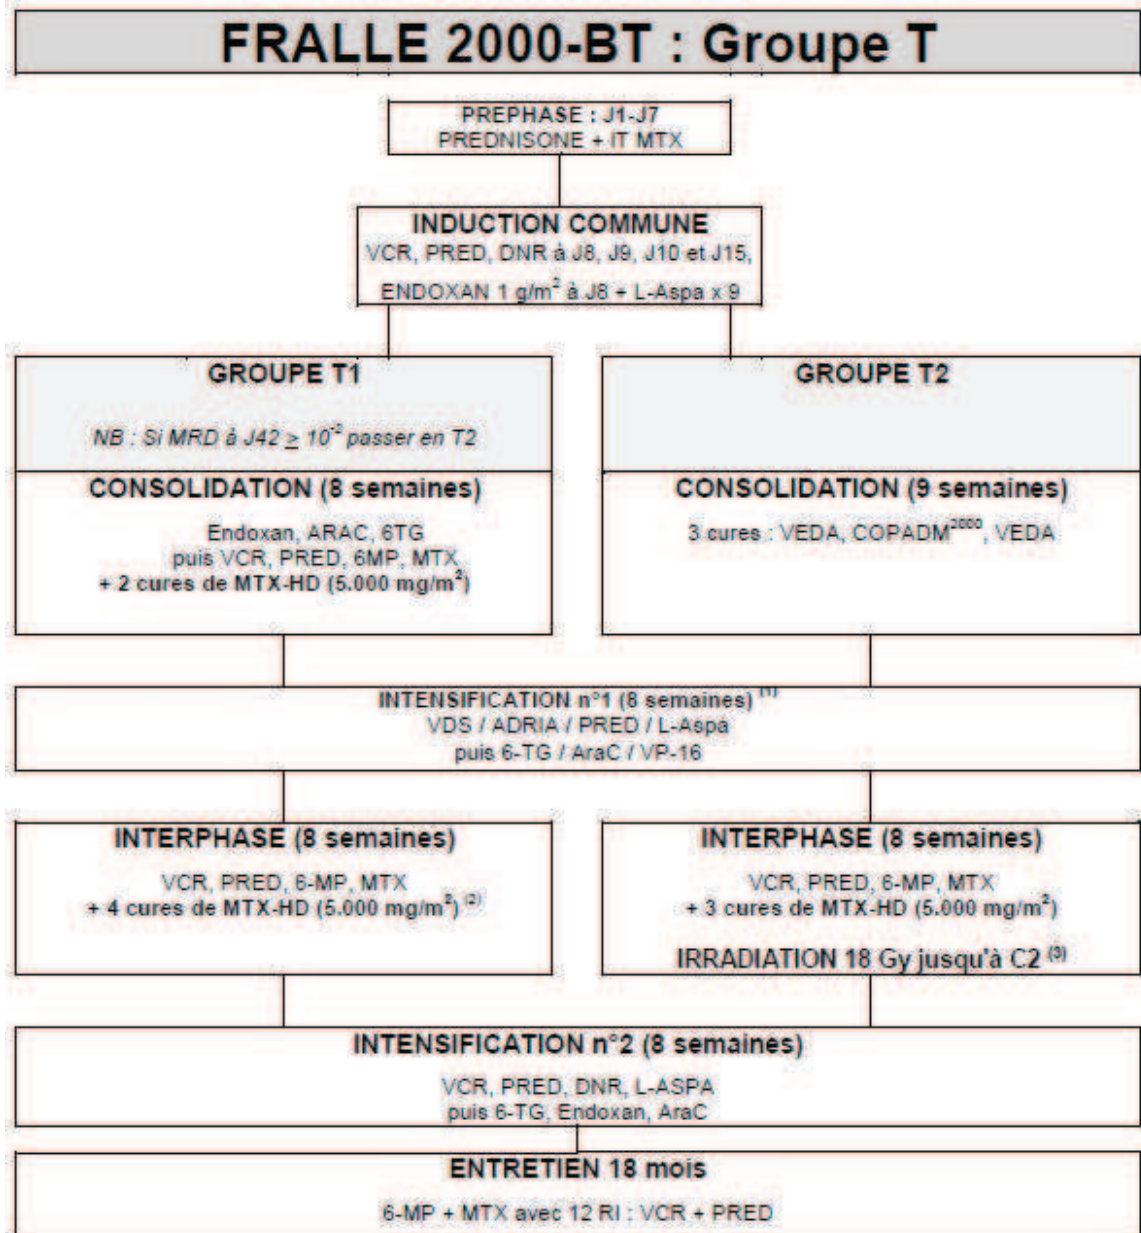 FRALLE 2000-BT : Groupe T
PREPHASE : J1-J7
PREDNISONE + IT MTX
INDUCTION COMMUNE
VCR, PRED, DNR à J8, J9, J10 et J15,
ENDOXAN 1 g/m² à J8 + L-Aspa x 9
GROUPE T1
NB : Si MRD à J42 ≥ 10⁻² passer en T2
CONSOLIDATION (8 semaines)
Endoxan, ARAC, 6TG
puis VCR, PRED, 6MP, MTX
+ 2 cures de MTX-HD (5.000 mg/m²)
GROUPE T2
CONSOLIDATION (9 semaines)
3 cures : VEDA, COPADM²⁰⁰⁰, VEDA
INTENSIFICATION n°1 (8 semaines) ⁽¹⁾
VDS / ADRIA / PRED / L-Aspa
puis 6-TG / AraC / VP-16
INTERPHASE (8 semaines)
VCR, PRED, 6-MP, MTX
+ 4 cures de MTX-HD (5.000 mg/m²) ⁽²⁾
INTERPHASE (8 semaines)
VCR, PRED, 6-MP, MTX
+ 3 cures de MTX-HD (5.000 mg/m²)
IRRADIATION 18 Gy jusqu'à C2 ⁽³⁾
INTENSIFICATION n°2 (8 semaines)
VCR, PRED, DNR, L-ASPA
puis 6-TG, Endoxan, AraC
ENTRETIEN 18 mois
6-MP + MTX avec 12 RI : VCR + PRED